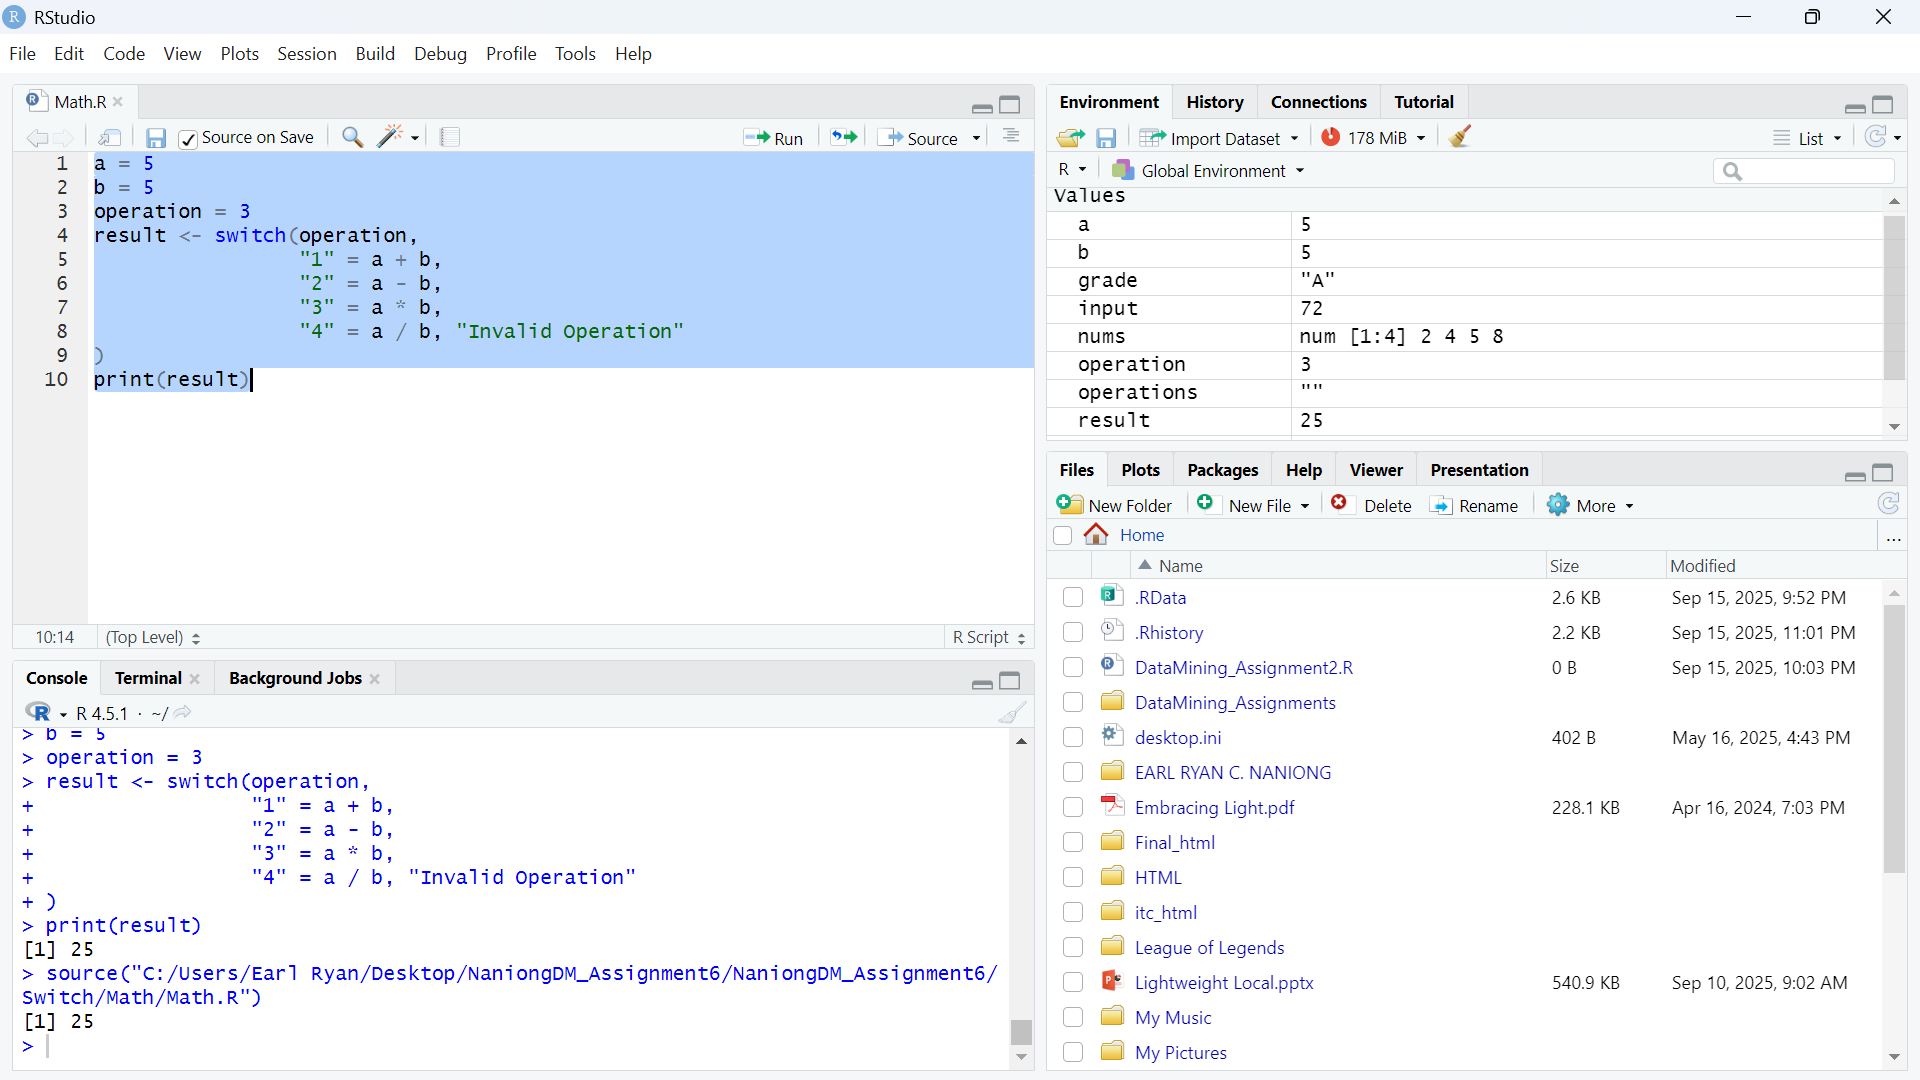 RStudio
File Edit Code View Plots Session Build Debug Profile Tools Help
Math.R
Source on Save
Run
Source
1 a = 5
2 b = 5
3 operation = 3
4 result <- switch(operation,
5 "1" = a + b,
6 "2" = a - b,
7 "3" = a * b,
8 "4" = a / b, "Invalid Operation"
9 )
10 print(result)
10:14 (Top Level) R Script
Console Terminal Background Jobs
R 4.5.1 · ~/
> b = 5
> operation = 3
> result <- switch(operation,
+ "1" = a + b,
+ "2" = a - b,
+ "3" = a * b,
+ "4" = a / b, "Invalid Operation"
+ )
> print(result)
[1] 25
> source("C:/Users/Earl Ryan/Desktop/NaniongDM_Assignment6/NaniongDM_Assignment6/
Switch/Math/Math.R")
[1] 25
>
Environment History Connections Tutorial
Import Dataset 178 MiB List
R Global Environment
Values
a 5
b 5
grade "A"
input 72
nums num [1:4] 2 4 5 8
operation 3
operations ""
result 25
Files Plots Packages Help Viewer Presentation
New Folder New File Delete Rename More
Home ...
Name Size Modified
.RData 2.6 KB Sep 15, 2025, 9:52 PM
.Rhistory 2.2 KB Sep 15, 2025, 11:01 PM
DataMining_Assignment2.R 0 B Sep 15, 2025, 10:03 PM
DataMining_Assignments
desktop.ini 402 B May 16, 2025, 4:43 PM
EARL RYAN C. NANIONG
Embracing Light.pdf 228.1 KB Apr 16, 2024, 7:03 PM
Final_html
HTML
itc_html
League of Legends
Lightweight Local.pptx 540.9 KB Sep 10, 2025, 9:02 AM
My Music
My Pictures